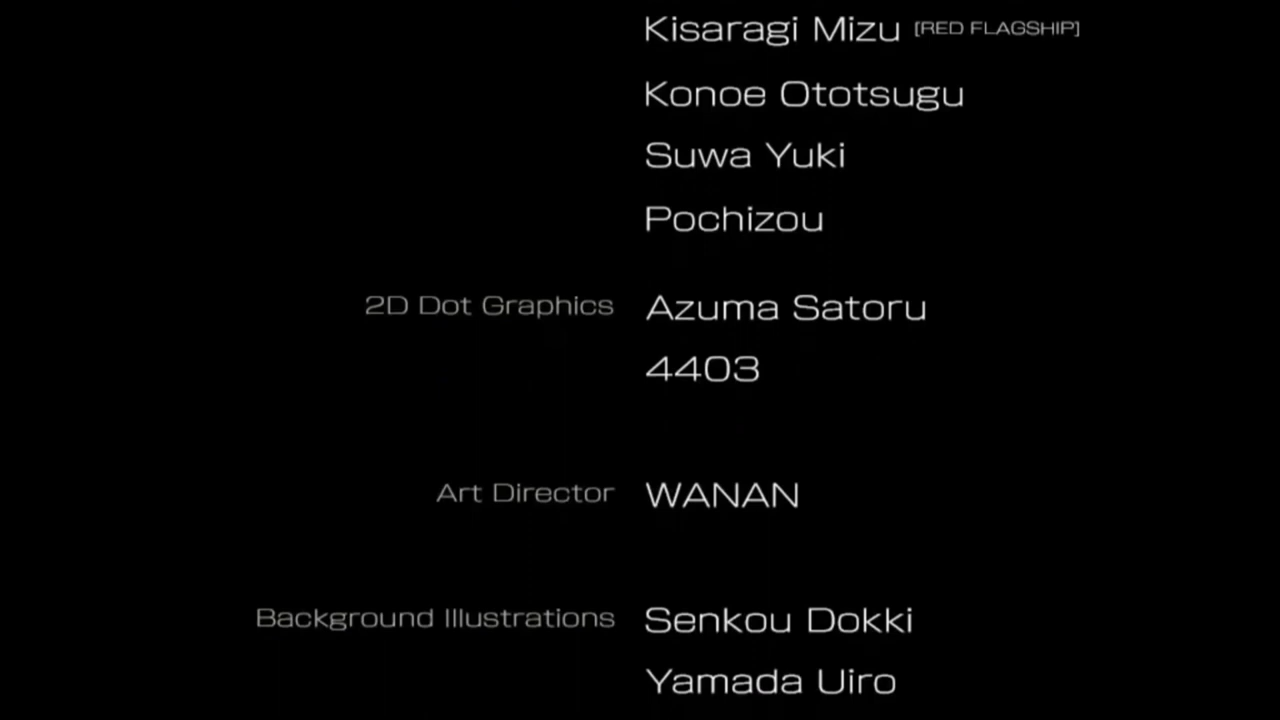 Kisaragi Mizu [RED FLAGSHIP]
Konoe Ototsugu
Suwa Yuki
Pochizou
2D Dot Graphics Azuma Satoru
4403
Art Director WANAN
Background Illustrations Senkou Dokki
Yamada Uiro